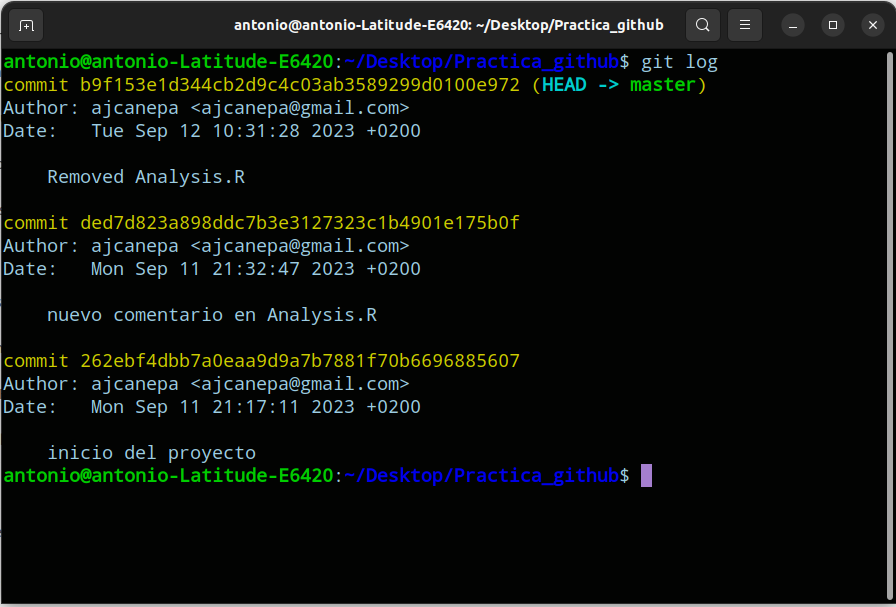 antonio@antonio-Latitude-E6420: ~/Desktop/Practica_github
antonio@antonio-Latitude-E6420:~/Desktop/Practica_github$ git log
commit b9f153e1d344cb2d9c4c03ab3589299d0100e972 (HEAD -> master)
Author: ajcanepa <ajcanepa@gmail.com>
Date:   Tue Sep 12 10:31:28 2023 +0200
    Removed Analysis.R
commit ded7d823a898ddc7b3e3127323c1b4901e175b0f
Author: ajcanepa <ajcanepa@gmail.com>
Date:   Mon Sep 11 21:32:47 2023 +0200
    nuevo comentario en Analysis.R
commit 262ebf4dbb7a0eaa9d9a7b7881f70b6696885607
Author: ajcanepa <ajcanepa@gmail.com>
Date:   Mon Sep 11 21:17:11 2023 +0200
    inicio del proyecto
antonio@antonio-Latitude-E6420:~/Desktop/Practica_github$